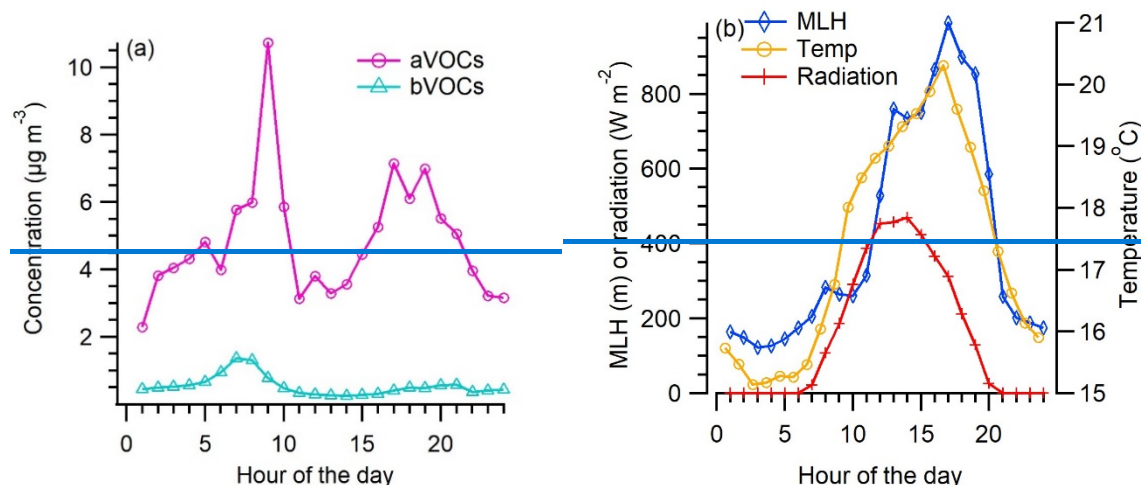 (a)
aVOCs
bVOCs
Concentration (µg m⁻³)
10
8
6
4
2
0
5
10
15
20
Hour of the day
(b)
MLH
Temp
Radiation
MLH (m) or radiation (W m⁻²)
800
600
400
200
0
Temperature (°C)
21
20
19
18
17
16
15
0
5
10
15
20
Hour of the day